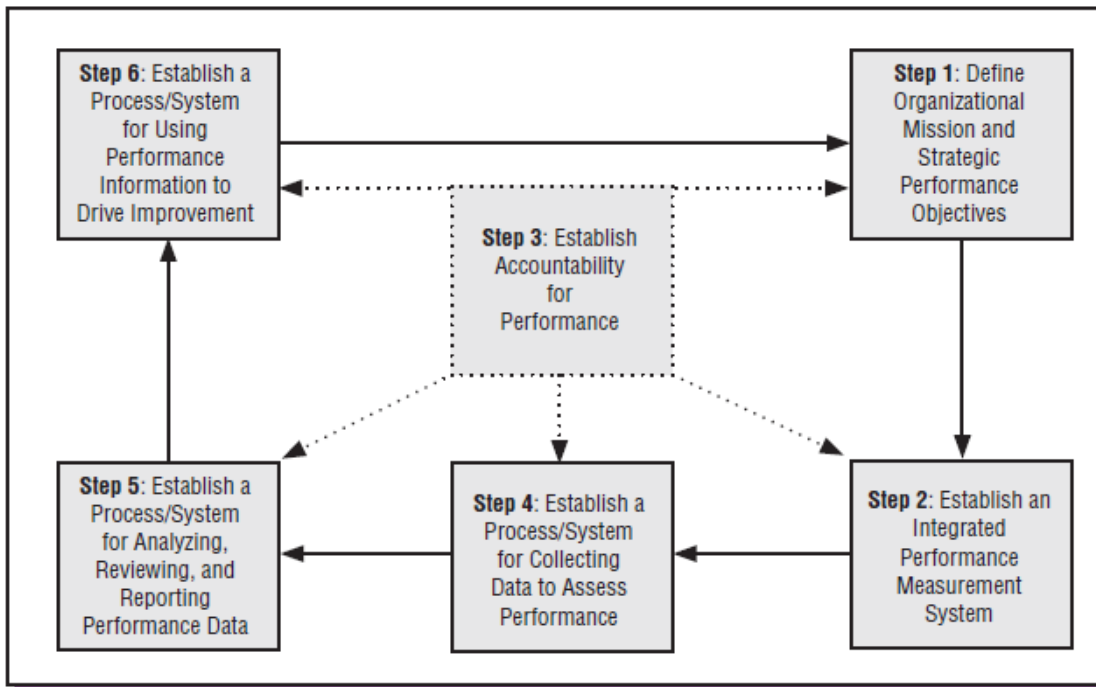 Step 6: Establish a
Process/System
for Using
Performance
Information to
Drive Improvement
Step 1: Define
Organizational
Mission and
Strategic
Performance
Objectives
Step 3: Establish
Accountability
for
Performance
Step 5: Establish a
Process/System
for Analyzing,
Reviewing, and
Reporting
Performance Data
Step 4: Establish a
Process/System
for Collecting
Data to Assess
Performance
Step 2: Establish an
Integrated
Performance
Measurement
System